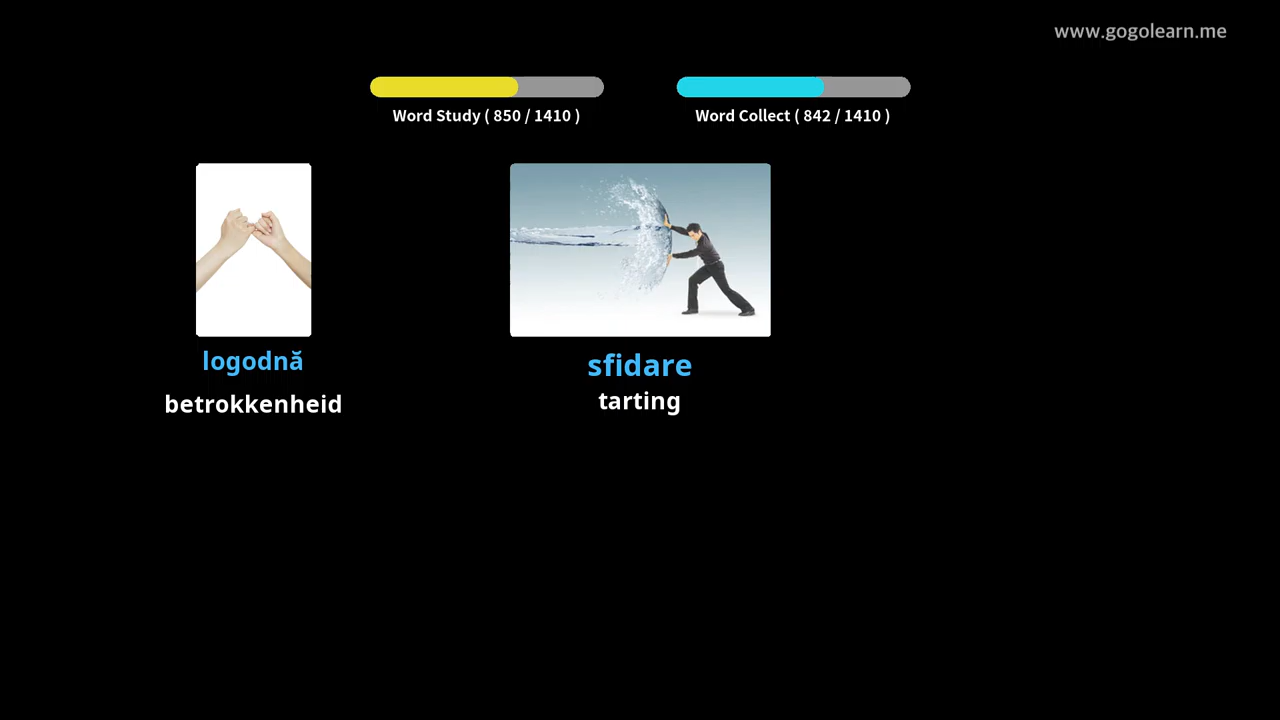 www.gogolearn.me
Word Study ( 850 / 1410 )
Word Collect ( 842 / 1410 )
logodnă
betrokkenheid
sfidare
tarting